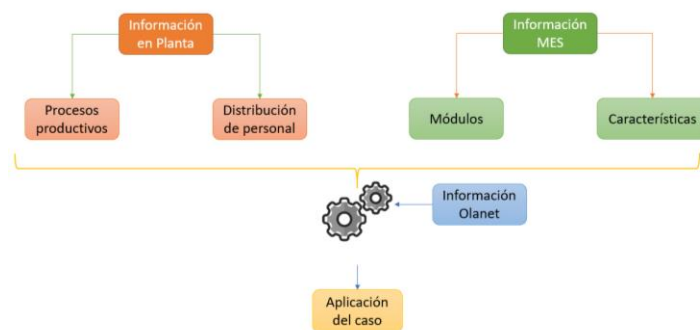 Información
en Planta
Información
MES
Procesos
productivos
Distribución
de personal
Módulos
Características
Información
Olanet
Aplicación
del caso